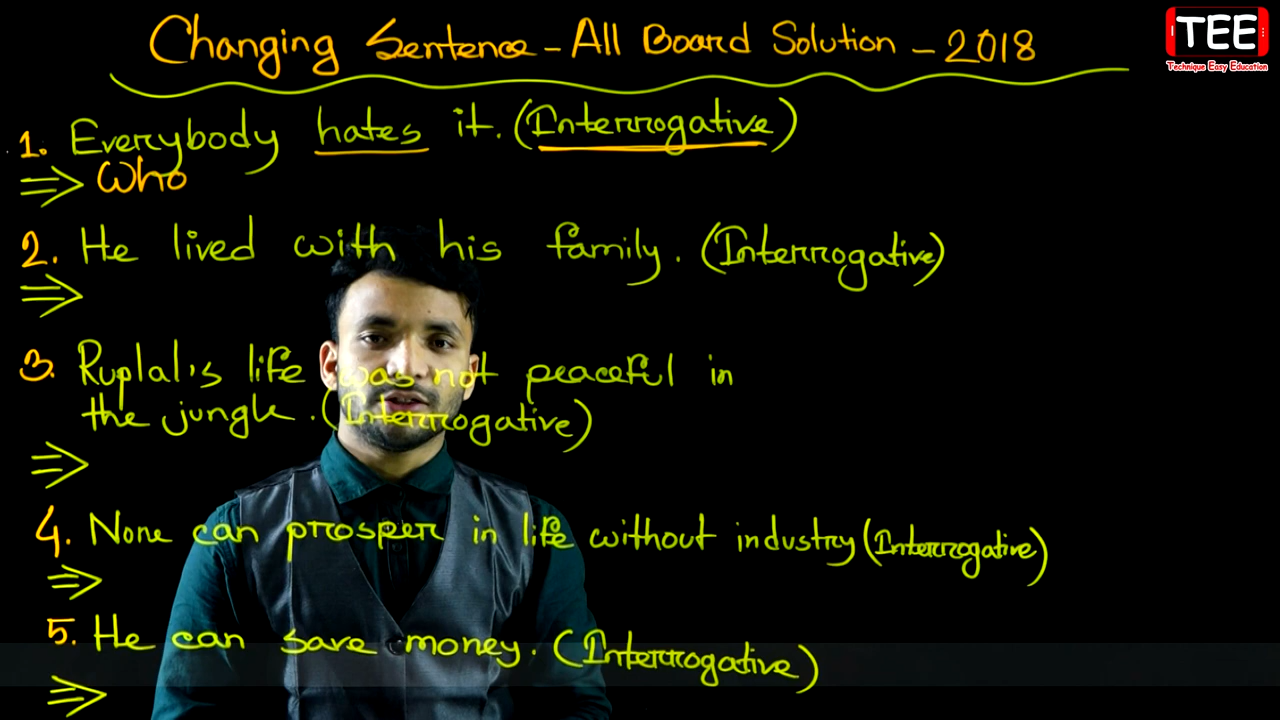 Changing Sentence - All Board Solution - 2018
TEE
Technique Easy Education
1. Everybody hates it. (Interrogative)
⇒ Who
2. He lived with his family. (Interrogative)
⇒
3. Ruplal's life was not peaceful in
the jungle. (Interrogative)
⇒
4. None can prosper in life without industry (Interrogative)
⇒
5. He can save money. (Interrogative)
⇒